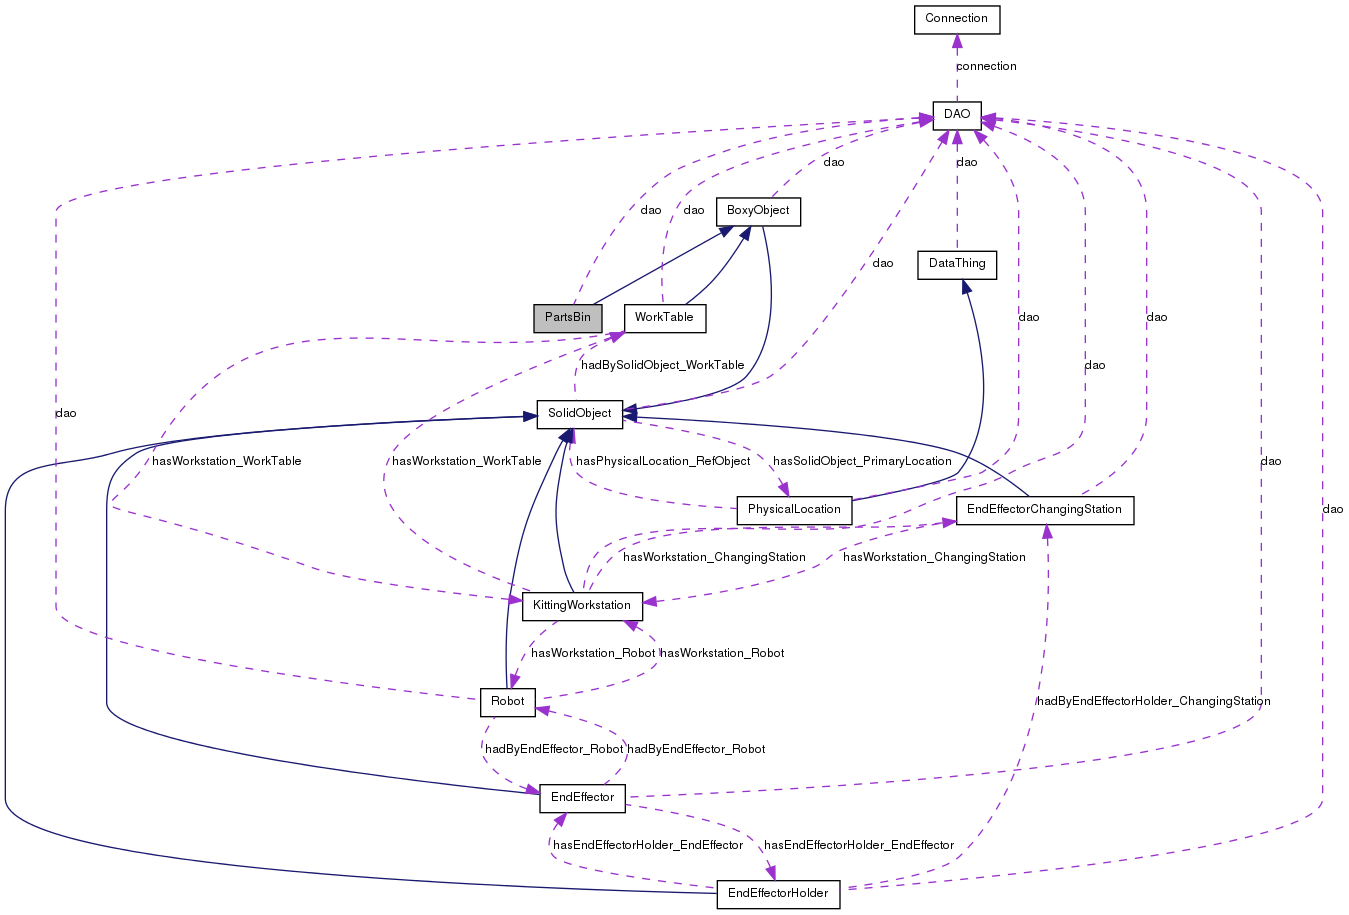 Connection
connection
DAO
dao
BoxyObject
dao
dao
DataThing
dao
PartsBin
WorkTable
dao
dao
hadBySolidObject_WorkTable
dao
SolidObject
dao
hasWorkstation_WorkTable
hasWorkstation_WorkTable
hasPhysicalLocation_RefObject
hasSolidObject_PrimaryLocation
dao
PhysicalLocation
EndEffectorChangingStation
dao
hasWorkstation_ChangingStation
hasWorkstation_ChangingStation
KittingWorkstation
hasWorkstation_Robot
hasWorkstation_Robot
Robot
hadByEndEffectorHolder_ChangingStation
hadByEndEffector_Robot
hadByEndEffector_Robot
EndEffector
hasEndEffectorHolder_EndEffector
hasEndEffectorHolder_EndEffector
EndEffectorHolder
dao